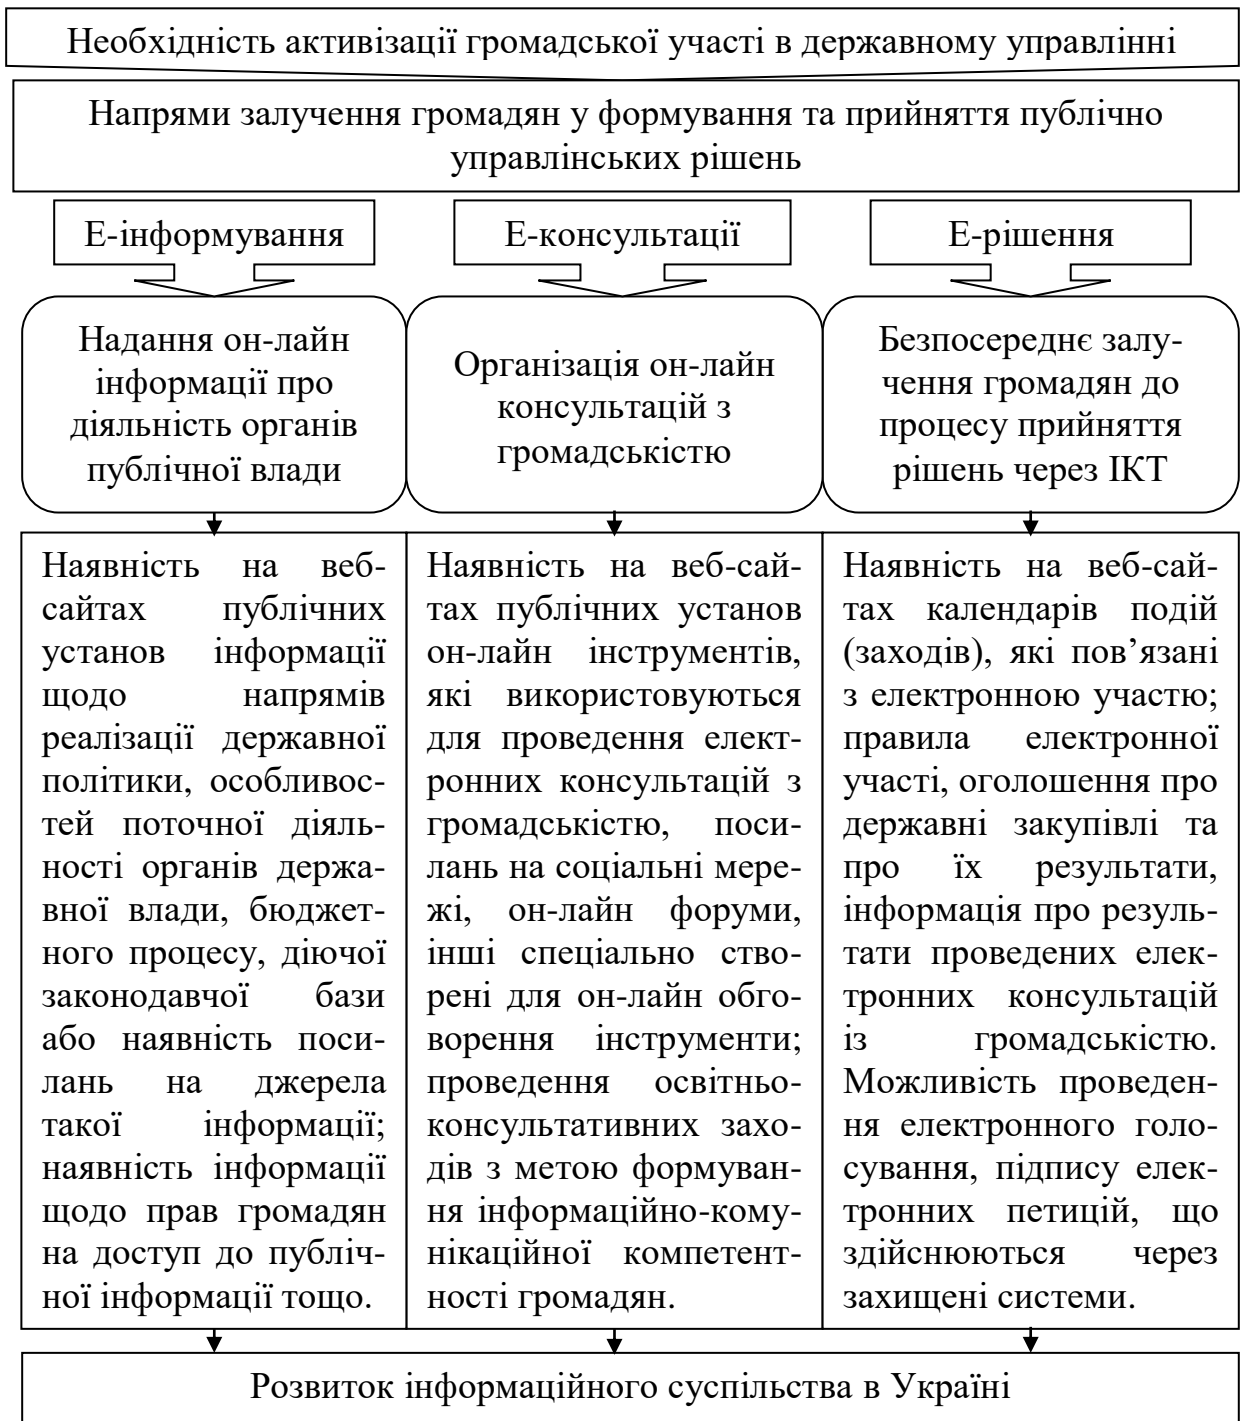 Необхідність активізації громадської участі в державному управлінні
Напрями залучення громадян у формування та прийняття публічно
управлінських рішень
Е-інформування
Е-консультації
Е-рішення
Надання он-лайн
інформації про
діяльність органів
публічної влади
Організація он-лайн
консультацій з
громадськістю
Безпосереднє залу-
чення громадян до
процесу прийняття
рішень через ІКТ
Наявність на веб-
сайтах публічних
установ інформації
щодо напрямів
реалізації державної
політики, особливос-
тей поточної діяль-
ності органів держа-
вної влади, бюджет-
ного процесу, діючої
законодавчої бази
або наявність поси-
лань на джерела
такої інформації;
наявність інформації
щодо прав громадян
на доступ до публіч-
ної інформації тощо.
Наявність на веб-сай-
тах публічних установ
он-лайн інструментів,
які використовуються
для проведення елект-
ронних консультацій з
громадськістю, поси-
лань на соціальні мере-
жі, он-лайн форуми,
інші спеціально ство-
рені для он-лайн обго-
ворення інструменти;
проведення освітньо-
консультативних захо-
дів з метою формуван-
ня інформаційно-кому-
нікаційної компетент-
ності громадян.
Наявність на веб-сай-
тах календарів подій
(заходів), які пов’язані
з електронною участю;
правила електронної
участі, оголошення про
державні закупівлі та
про їх результати,
інформація про резуль-
тати проведених елек-
тронних консультацій
із громадськістю.
Можливість проведен-
ня електронного голо-
сування, підпису елек-
тронних петицій, що
здійснюються через
захищені системи.
Розвиток інформаційного суспільства в Україні